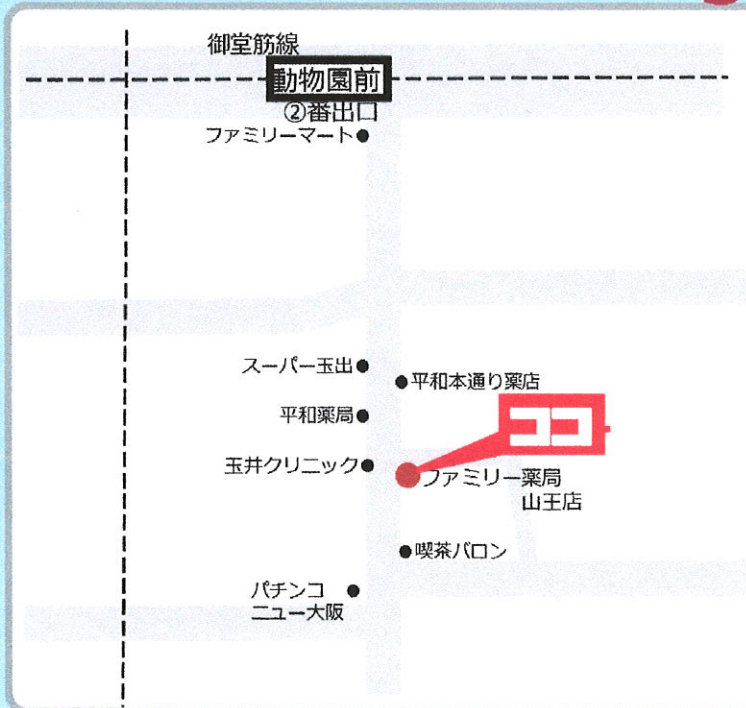 御堂筋線
動物園前
②番出口
ファミリーマート
スーパー玉出
平和本通り薬店
平和薬局
ココ
玉井クリニック
ファミリー薬局
山王店
喫茶バロン
パチンコ
ニュー大阪